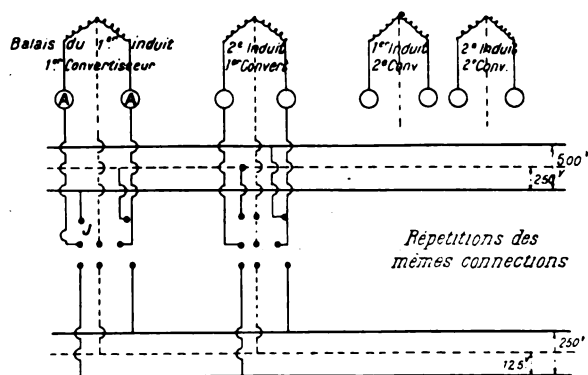 Balais du 1er induit
1er Convertisseur
2e Induit
1er Convert
1er Induit
2e Conv
2e Induit
2e Conv.
A
A
500v
250v
J
Répetitions des
mêmes connections
250v
125v